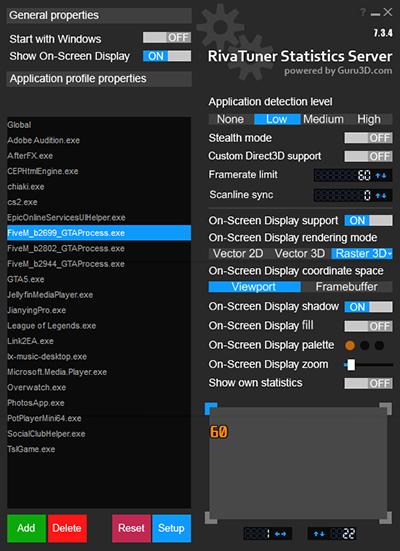 General properties
Start with Windows OFF
Show On-Screen Display ON
Application profile properties
Global
Adobe Audition.exe
AfterFX.exe
CEPHtmlEngine.exe
chiaki.exe
cs2.exe
EpicOnlineServicesUIHelper.exe
FiveM_b2699_GTAProcess.exe
FiveM_b2802_GTAProcess.exe
FiveM_b2944_GTAProcess.exe
GTA5.exe
JellyfinMediaPlayer.exe
JianyingPro.exe
League of Legends.exe
Link2EA.exe
lx-music-desktop.exe
Microsoft.Media.Player.exe
Overwatch.exe
PhotosApp.exe
PotPlayerMini64.exe
SocialClubHelper.exe
TslGame.exe
Add Delete Reset Setup
?
7.3.4
RivaTuner Statistics Server
powered by Guru3D.com
Application detection level
None Low Medium High
Stealth mode OFF
Custom Direct3D support OFF
Framerate limit 60
Scanline sync 0
On-Screen Display support ON
On-Screen Display rendering mode
Vector 2D Vector 3D Raster 3D
On-Screen Display coordinate space
Viewport Framebuffer
On-Screen Display shadow ON
On-Screen Display fill OFF
On-Screen Display palette
On-Screen Display zoom
Show own statistics OFF
60
1 22